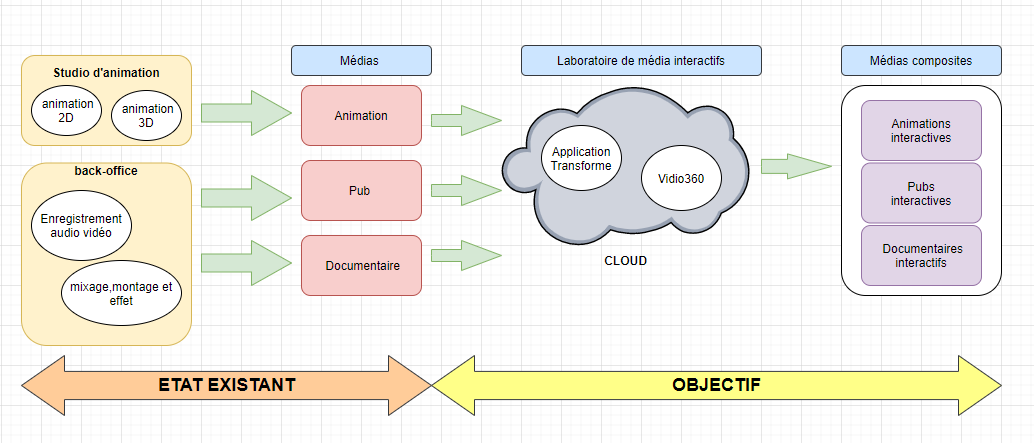 Studio d'animation
animation
2D
animation
3D
back-office
Enregistrement
audio vidéo
mixage,montage et
effet
Médias
Animation
Pub
Documentaire
Laboratoire de média interactifs
Application
Transforme
Vidio360
CLOUD
Médias composites
Animations
interactives
Pubs
interactives
Documentaires
interactifs
ETAT EXISTANT
OBJECTIF